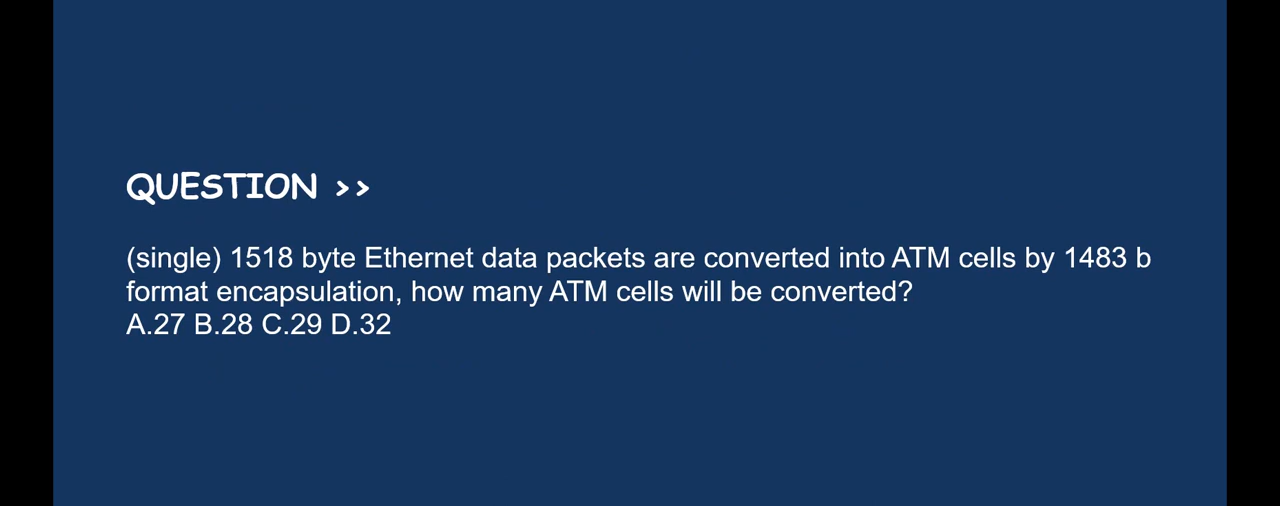 QUESTION >>
(single) 1518 byte Ethernet data packets are converted into ATM cells by 1483 b
format encapsulation, how many ATM cells will be converted?
A.27 B.28 C.29 D.32